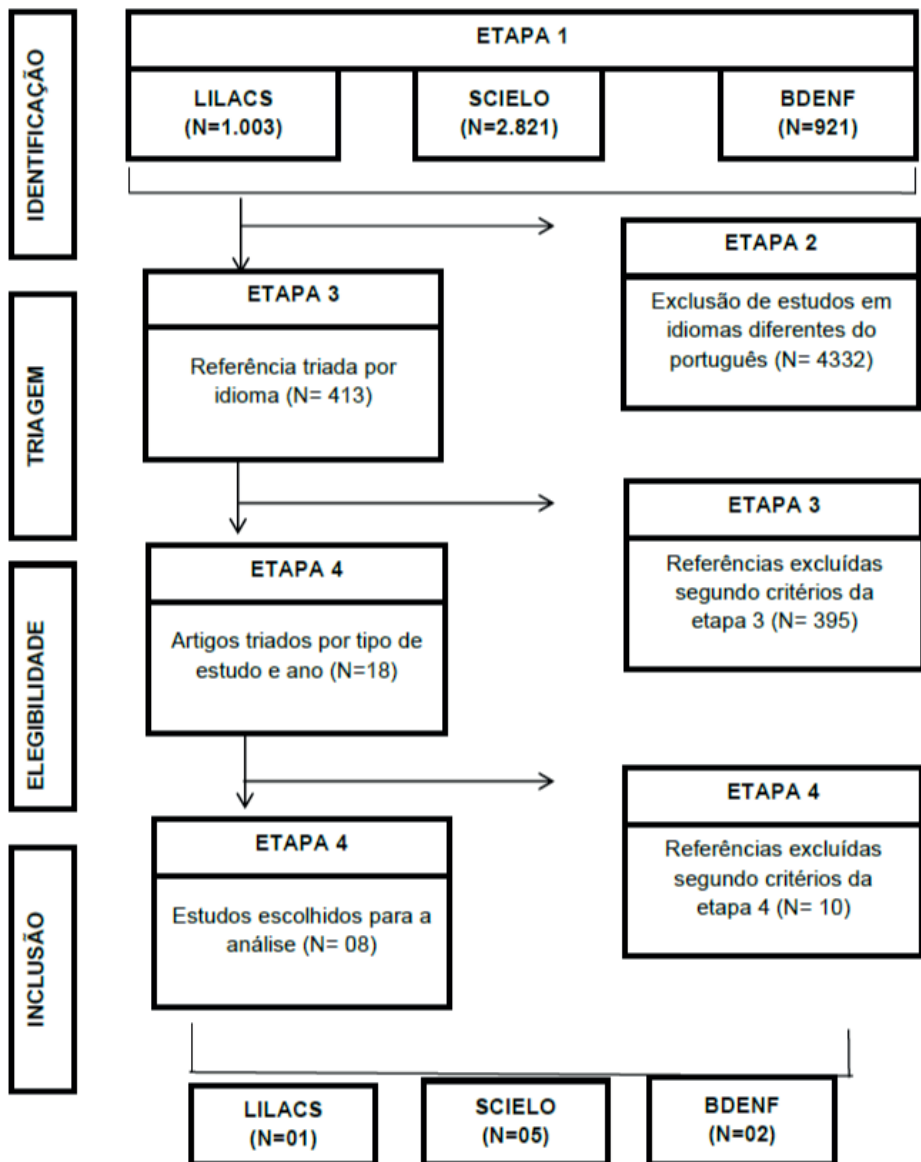 IDENTIFICAÇÃO
ETAPA 1
LILACS
(N=1.003)
SCIELO
(N=2.821)
BDENF
(N=921)
ETAPA 2
Exclusão de estudos em
idiomas diferentes do
português (N= 4332)
TRIAGEM
ETAPA 3
Referência triada por
idioma (N= 413)
ETAPA 3
Referências excluídas
segundo critérios da
etapa 3 (N= 395)
ELEGIBILIDADE
ETAPA 4
Artigos triados por tipo de
estudo e ano (N=18)
ETAPA 4
Referências excluídas
segundo critérios da
etapa 4 (N= 10)
INCLUSÃO
ETAPA 4
Estudos escolhidos para a
análise (N= 08)
LILACS
(N=01)
SCIELO
(N=05)
BDENF
(N=02)